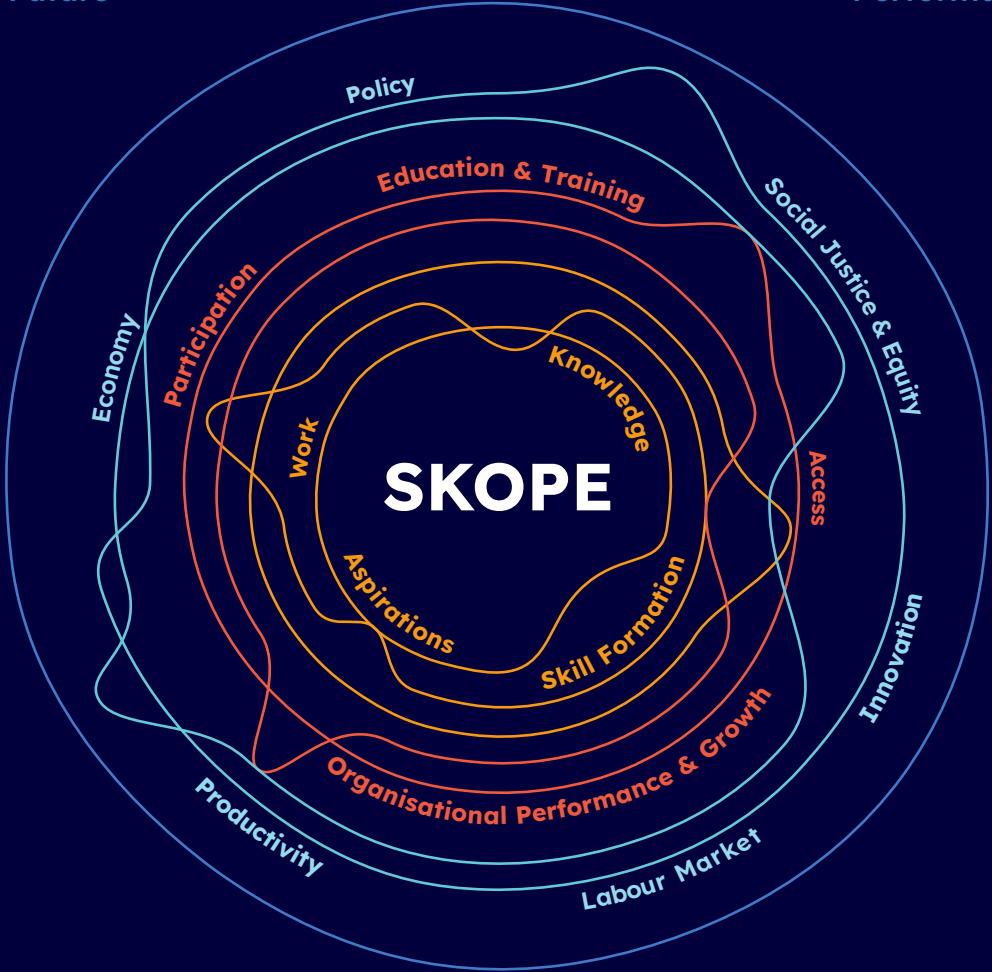 Policy
Social Justice & Equity
Education & Training
Participation
Economy
Knowledge
Work
SKOPE
Access
Aspirations
Skill Formation
Innovation
Organisational Performance & Growth
Productivity
Labour Market